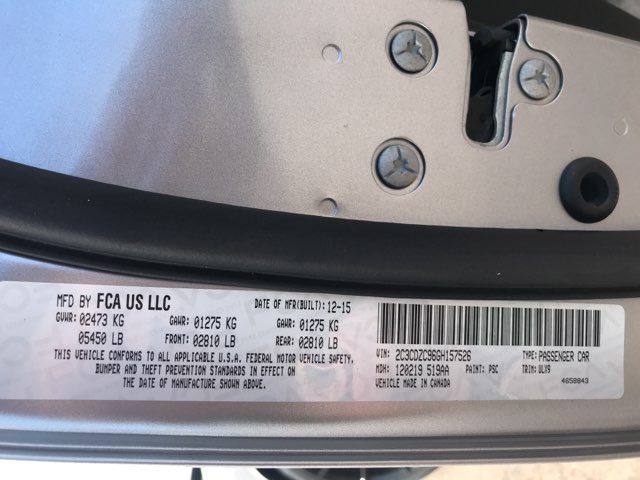 MFD BY FCA US LLC DATE OF MFR(BUILT): 12-15
GVWR: 02473 KG GAWR: 01275 KG GAWR: 01275 KG
05450 LB FRONT: 02810 LB REAR: 02810 LB
THIS VEHICLE CONFORMS TO ALL APPLICABLE U.S.A. FEDERAL MOTOR VEHICLE SAFETY,
BUMPER AND THEFT PREVENTION STANDARDS IN EFFECT ON
THE DATE OF MANUFACTURE SHOWN ABOVE.
VIN: 2C3CDZC96GH157526 TYPE: PASSENGER CAR
MDH: 120219 519AA PAINT: PSC TRIM: ULX9
VEHICLE MADE IN CANADA 4658843